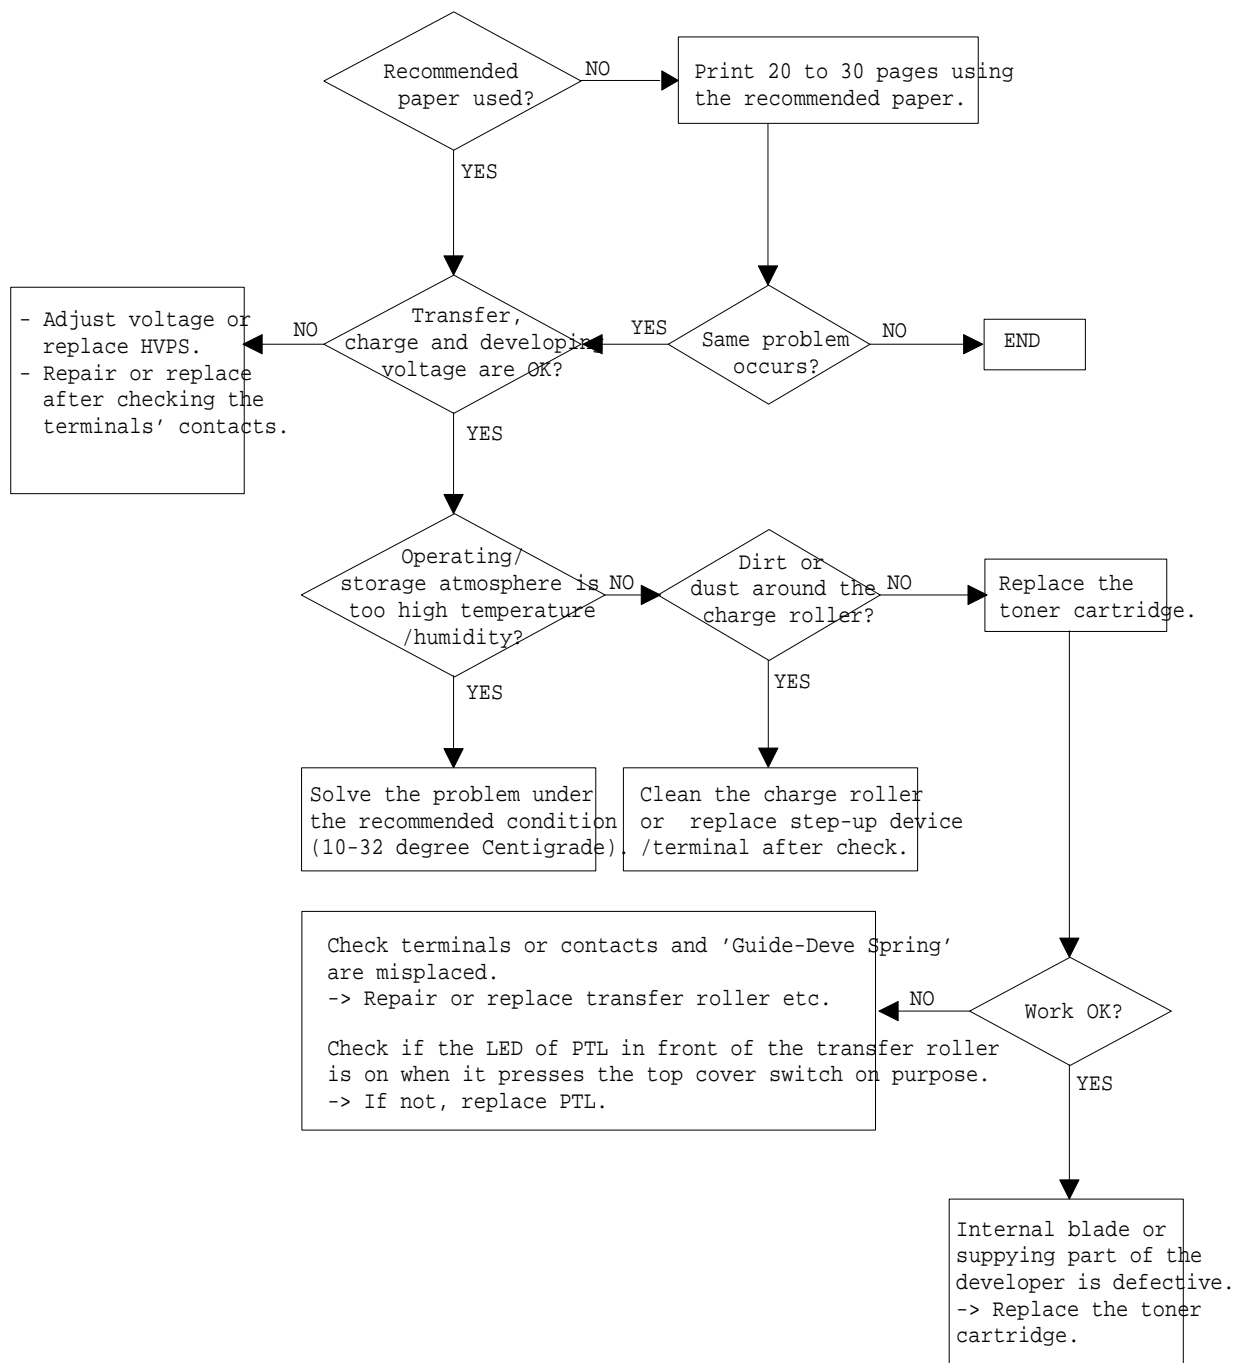 Recommended
paper used?
NO
Print 20 to 30 pages using
the recommended paper.
YES
- Adjust voltage or
replace HVPS.
- Repair or replace
after checking the
terminals’ contacts.
NO
Transfer,
charge and developing
voltage are OK?
YES
Same problem
occurs?
NO
END
YES
Operating/
storage atmosphere is
too high temperature
/humidity?
NO
Dirt or
dust around the
charge roller?
NO
Replace the
toner cartridge.
YES
YES
Solve the problem under
the recommended condition
(10-32 degree Centigrade).
Clean the charge roller
or replace step-up device
/terminal after check.
Check terminals or contacts and ‘Guide-Deve Spring’
are misplaced.
-> Repair or replace transfer roller etc.
Check if the LED of PTL in front of the transfer roller
is on when it presses the top cover switch on purpose.
-> If not, replace PTL.
NO
Work OK?
YES
Internal blade or
suppying part of the
developer is defective.
-> Replace the toner
cartridge.